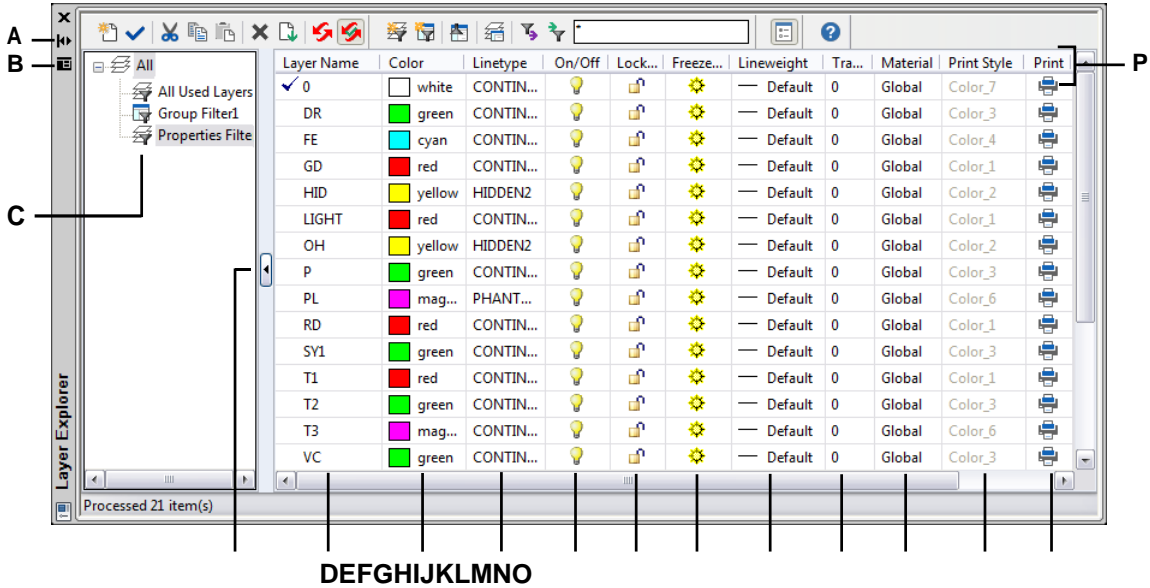 A
B
C
P
*
All
All Used Layers
Group Filter1
Properties Filte
Layer Name Color Linetype On/Off Lock... Freeze... Lineweight Tra... Material Print Style Print
0 white CONTIN... Default 0 Global Color_7
DR green CONTIN... Default 0 Global Color_3
FE cyan CONTIN... Default 0 Global Color_4
GD red CONTIN... Default 0 Global Color_1
HID yellow HIDDEN2 Default 0 Global Color_2
LIGHT red CONTIN... Default 0 Global Color_1
OH yellow HIDDEN2 Default 0 Global Color_2
P green CONTIN... Default 0 Global Color_3
PL mag... PHANT... Default 0 Global Color_6
RD red CONTIN... Default 0 Global Color_1
SY1 green CONTIN... Default 0 Global Color_3
T1 red CONTIN... Default 0 Global Color_1
T2 green CONTIN... Default 0 Global Color_3
T3 mag... CONTIN... Default 0 Global Color_6
VC green CONTIN... Default 0 Global Color_3
Layer Explorer
Processed 21 item(s)
DEFGHIJKLMNO